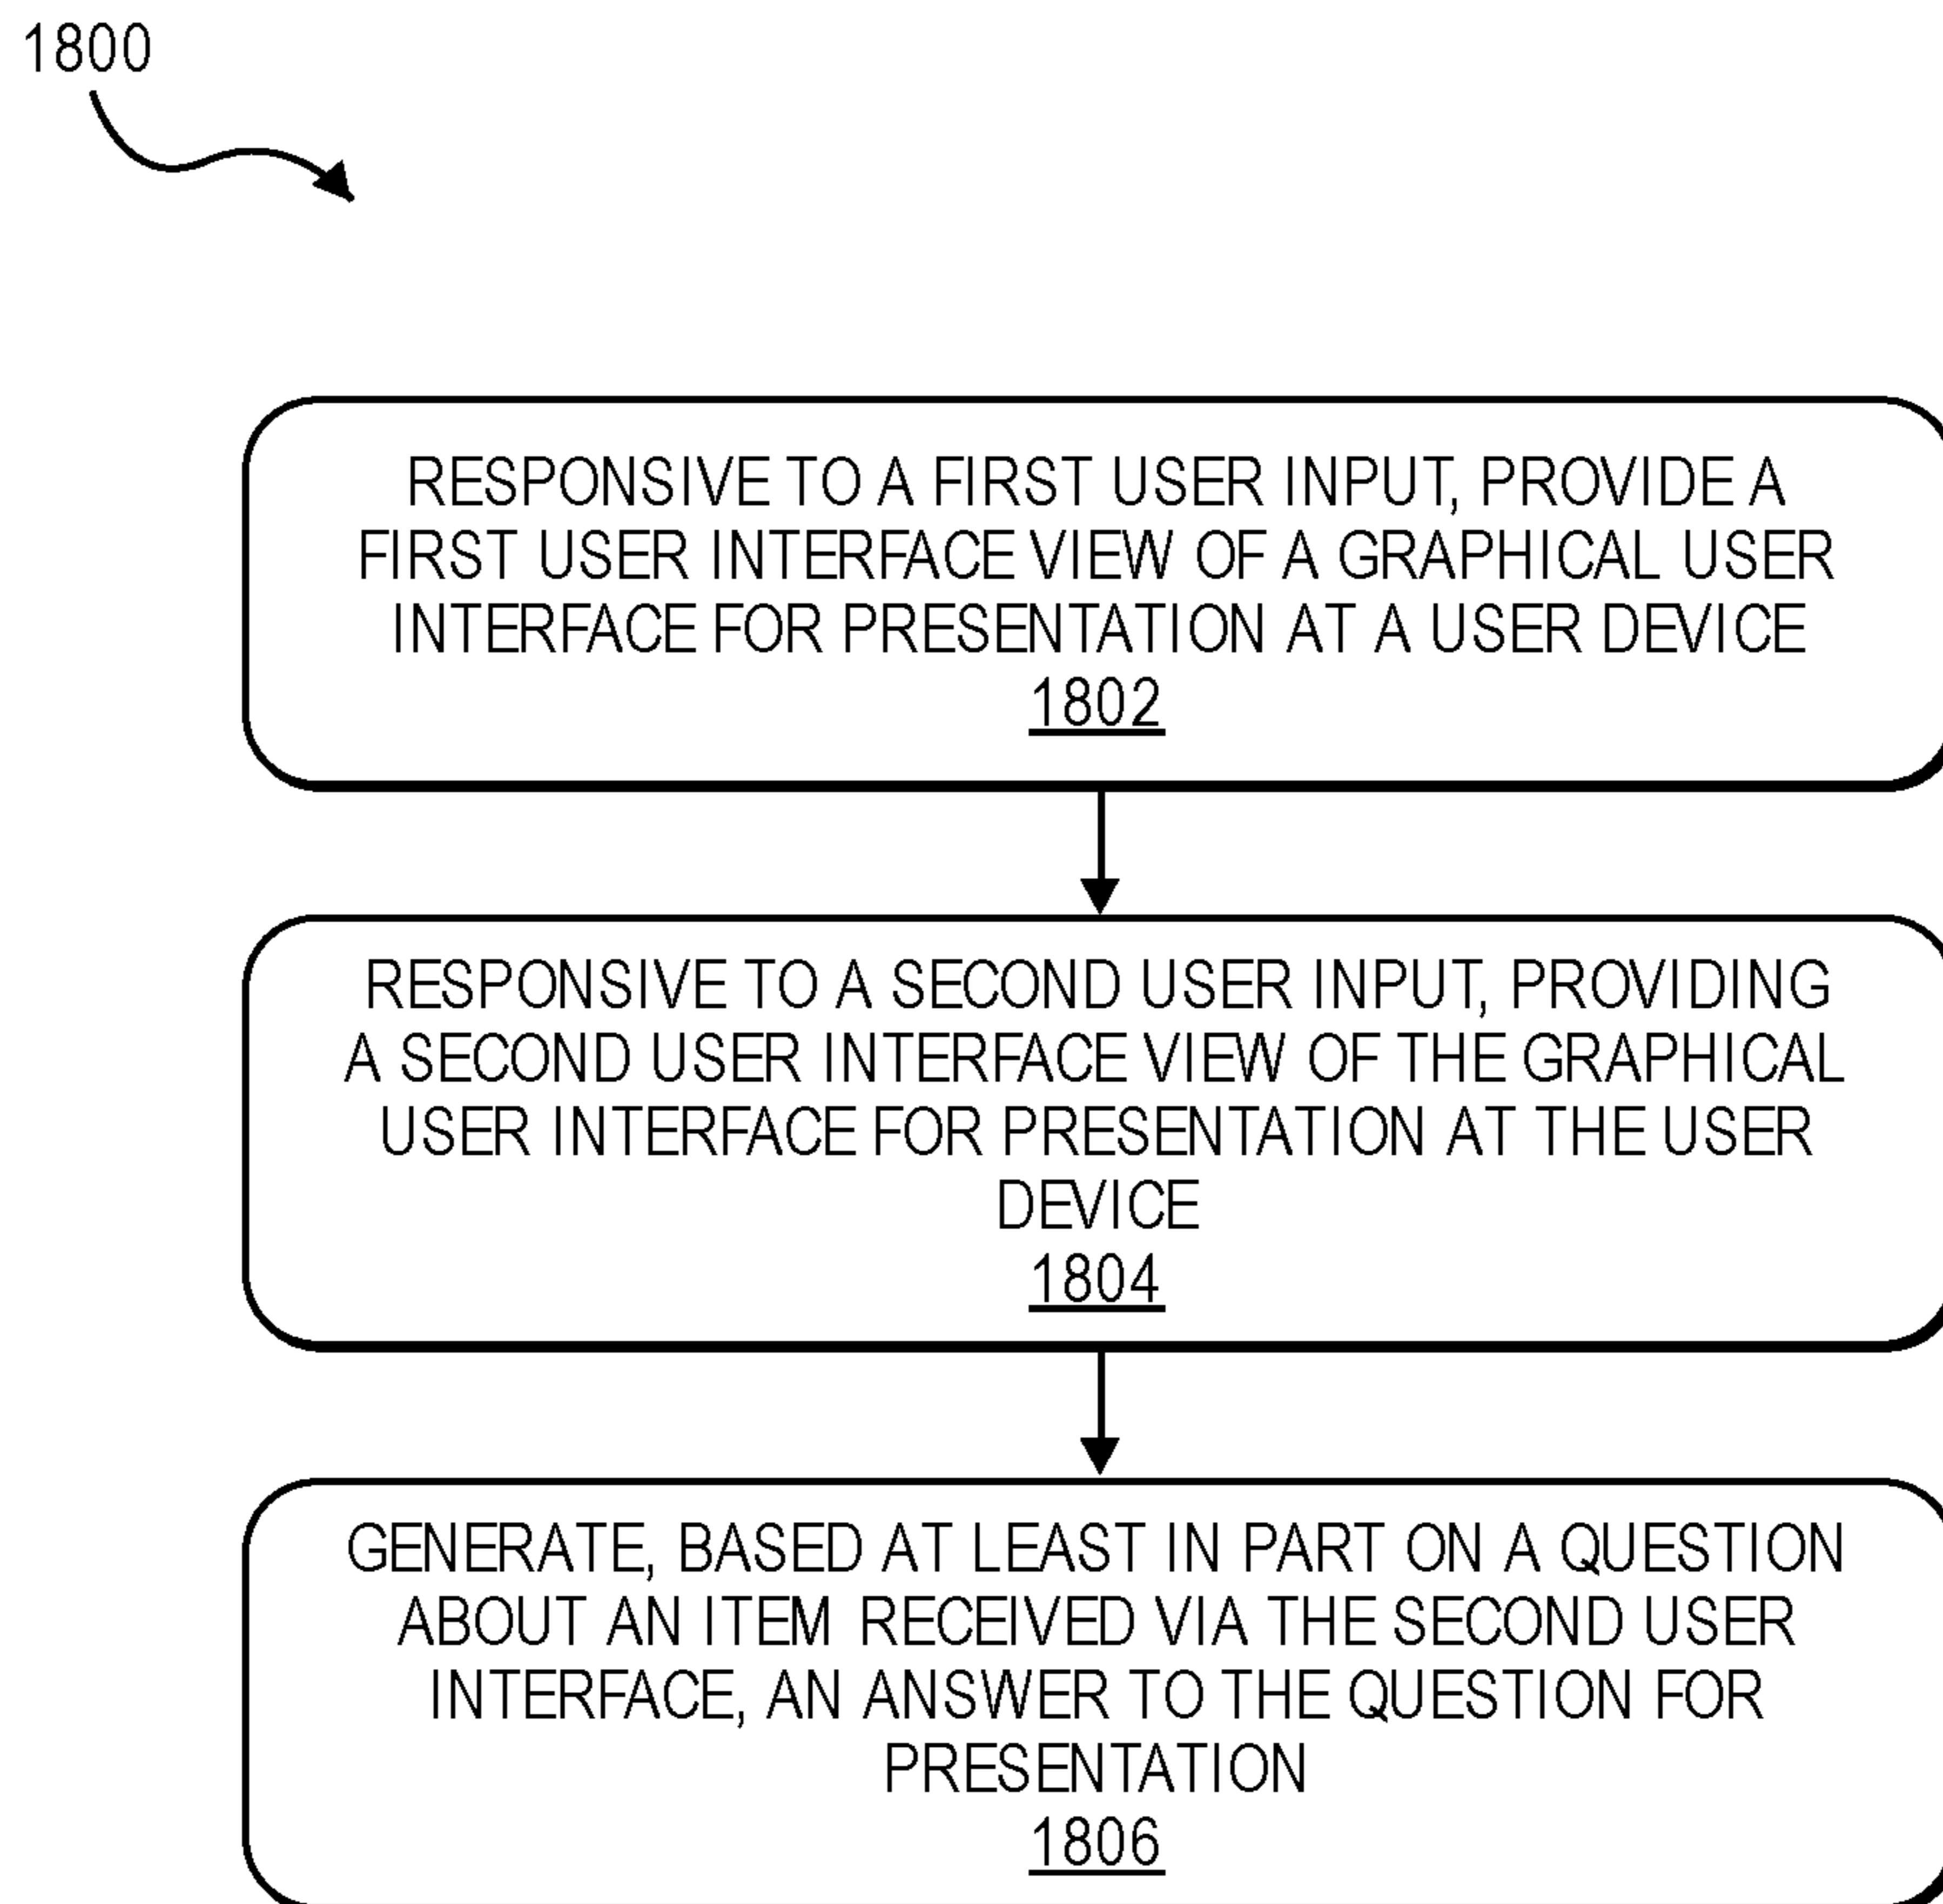 1800
RESPONSIVE TO A FIRST USER INPUT, PROVIDE A
FIRST USER INTERFACE VIEW OF A GRAPHICAL USER
INTERFACE FOR PRESENTATION AT A USER DEVICE
1802
RESPONSIVE TO A SECOND USER INPUT, PROVIDING
A SECOND USER INTERFACE VIEW OF THE GRAPHICAL
USER INTERFACE FOR PRESENTATION AT THE USER
DEVICE
1804
GENERATE, BASED AT LEAST IN PART ON A QUESTION
ABOUT AN ITEM RECEIVED VIA THE SECOND USER
INTERFACE, AN ANSWER TO THE QUESTION FOR
PRESENTATION
1806